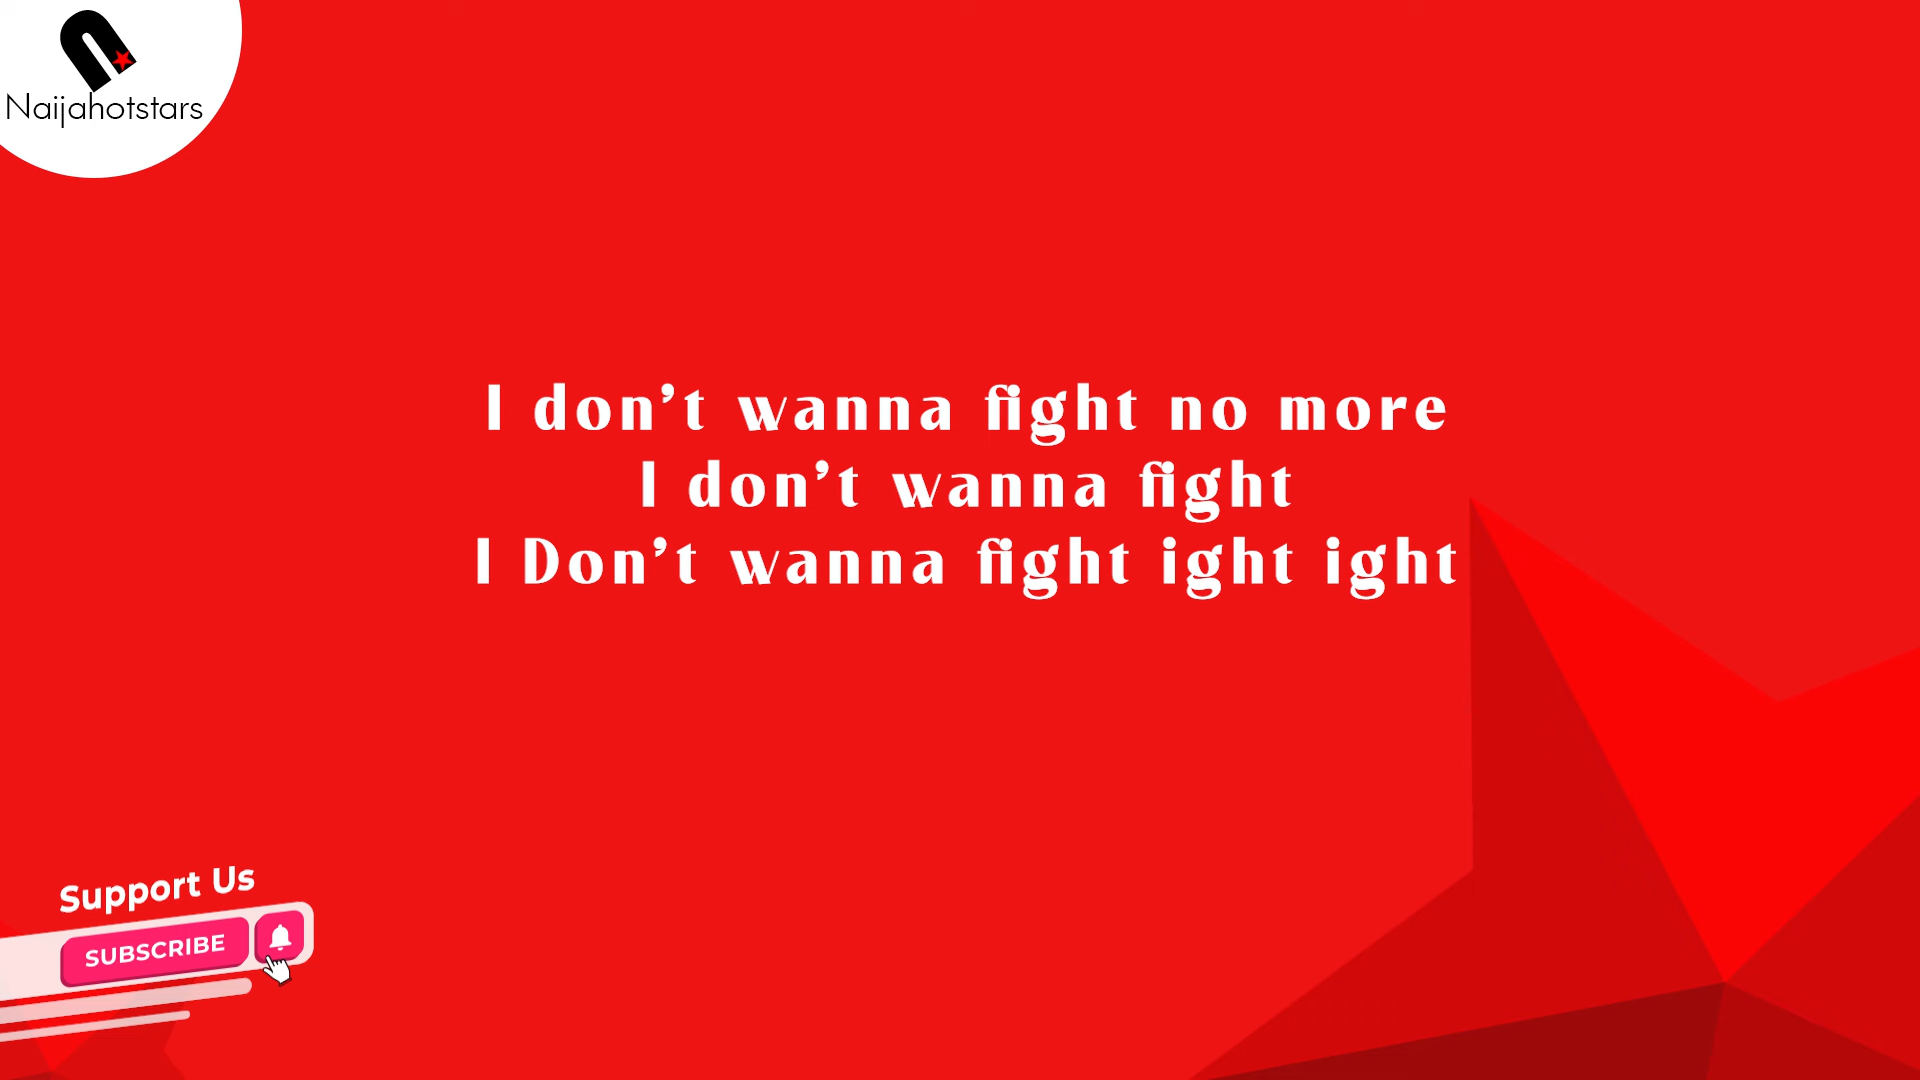 Naijahotstars
I don't wanna fight no more
I don't wanna fight
I Don't wanna fight ight ight
Support Us
SUBSCRIBE